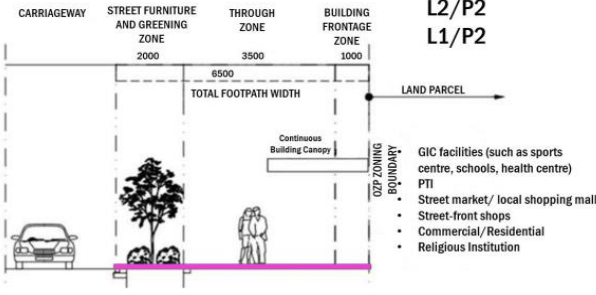 CARRIAGEWAY
STREET FURNITURE
AND GREENING
ZONE
THROUGH
ZONE
BUILDING
FRONTAGE
ZONE
L2/P2
L1/P2
2000
3500
1000
6500
TOTAL FOOTPATH WIDTH
LAND PARCEL
Continuous
Building Canopy
OZP ZONING
BOUNDARY
• GIC facilities (such as sports
centre, schools, health centre)
• PTI
• Street market/ local shopping mall
• Street-front shops
• Commercial/Residential
• Religious Institution